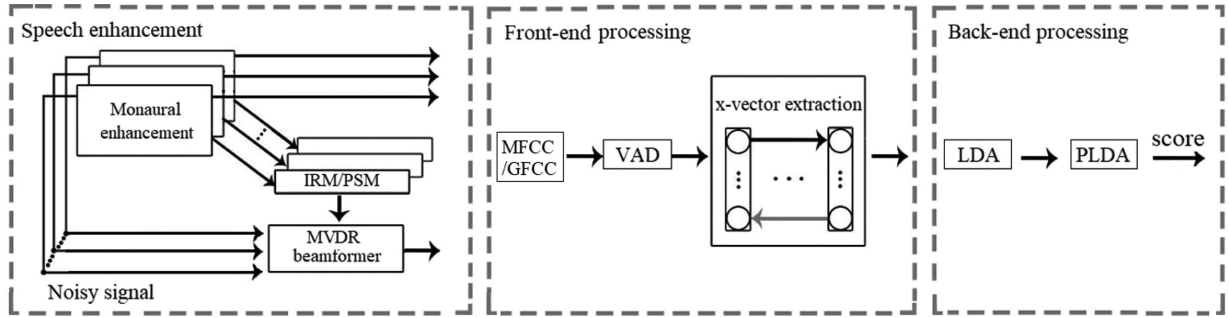 Speech enhancement
Monaural
enhancement
IRM/PSM
MVDR
beamformer
Noisy signal
Front-end processing
MFCC
/GFCC
VAD
x-vector extraction
Back-end processing
LDA
PLDA
score